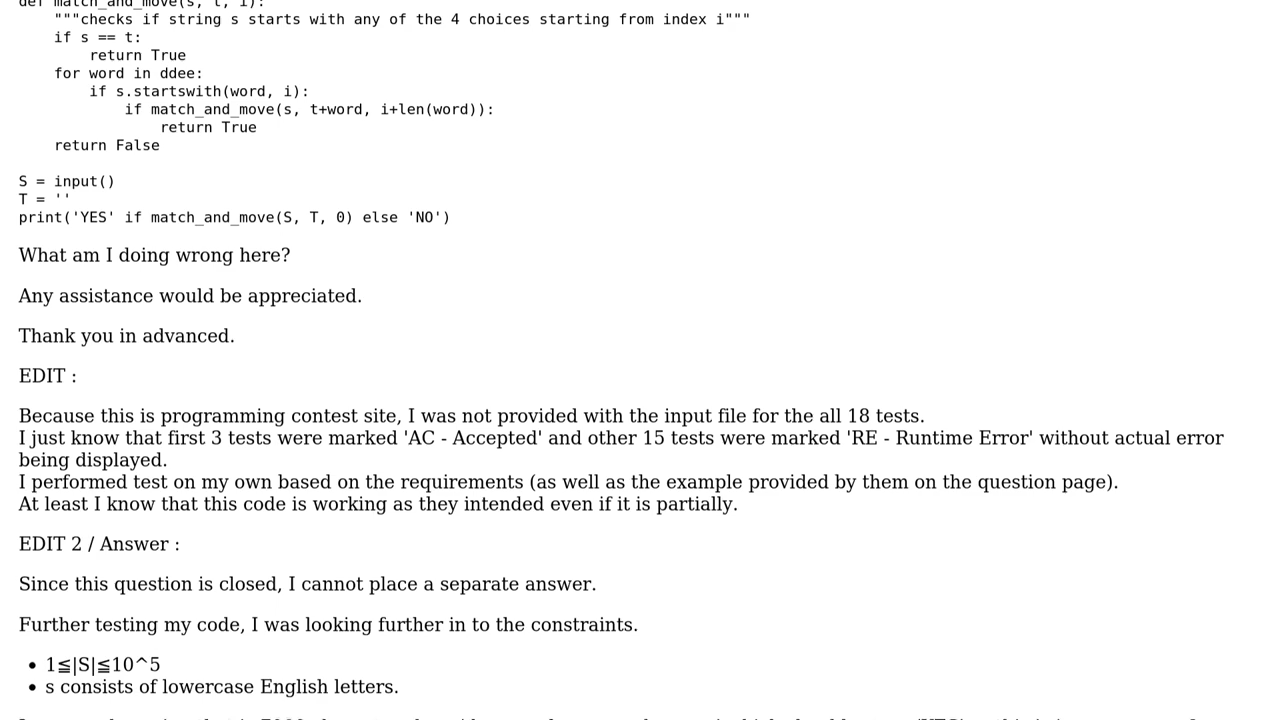 def match_and_move(s, t, i):
    """checks if string s starts with any of the 4 choices starting from index i"""
    if s == t:
        return True
    for word in ddee:
        if s.startswith(word, i):
            if match_and_move(s, t+word, i+len(word)):
                return True
    return False

S = input()
T = ''
print('YES' if match_and_move(S, T, 0) else 'NO')
What am I doing wrong here?
Any assistance would be appreciated.
Thank you in advanced.
EDIT :
Because this is programming contest site, I was not provided with the input file for the all 18 tests.
I just know that first 3 tests were marked 'AC - Accepted' and other 15 tests were marked 'RE - Runtime Error' without actual error
being displayed.
I performed test on my own based on the requirements (as well as the example provided by them on the question page).
At least I know that this code is working as they intended even if it is partially.
EDIT 2 / Answer :
Since this question is closed, I cannot place a separate answer.
Further testing my code, I was looking further in to the constraints.
• 1≦|S|≦10^5
• s consists of lowercase English letters.